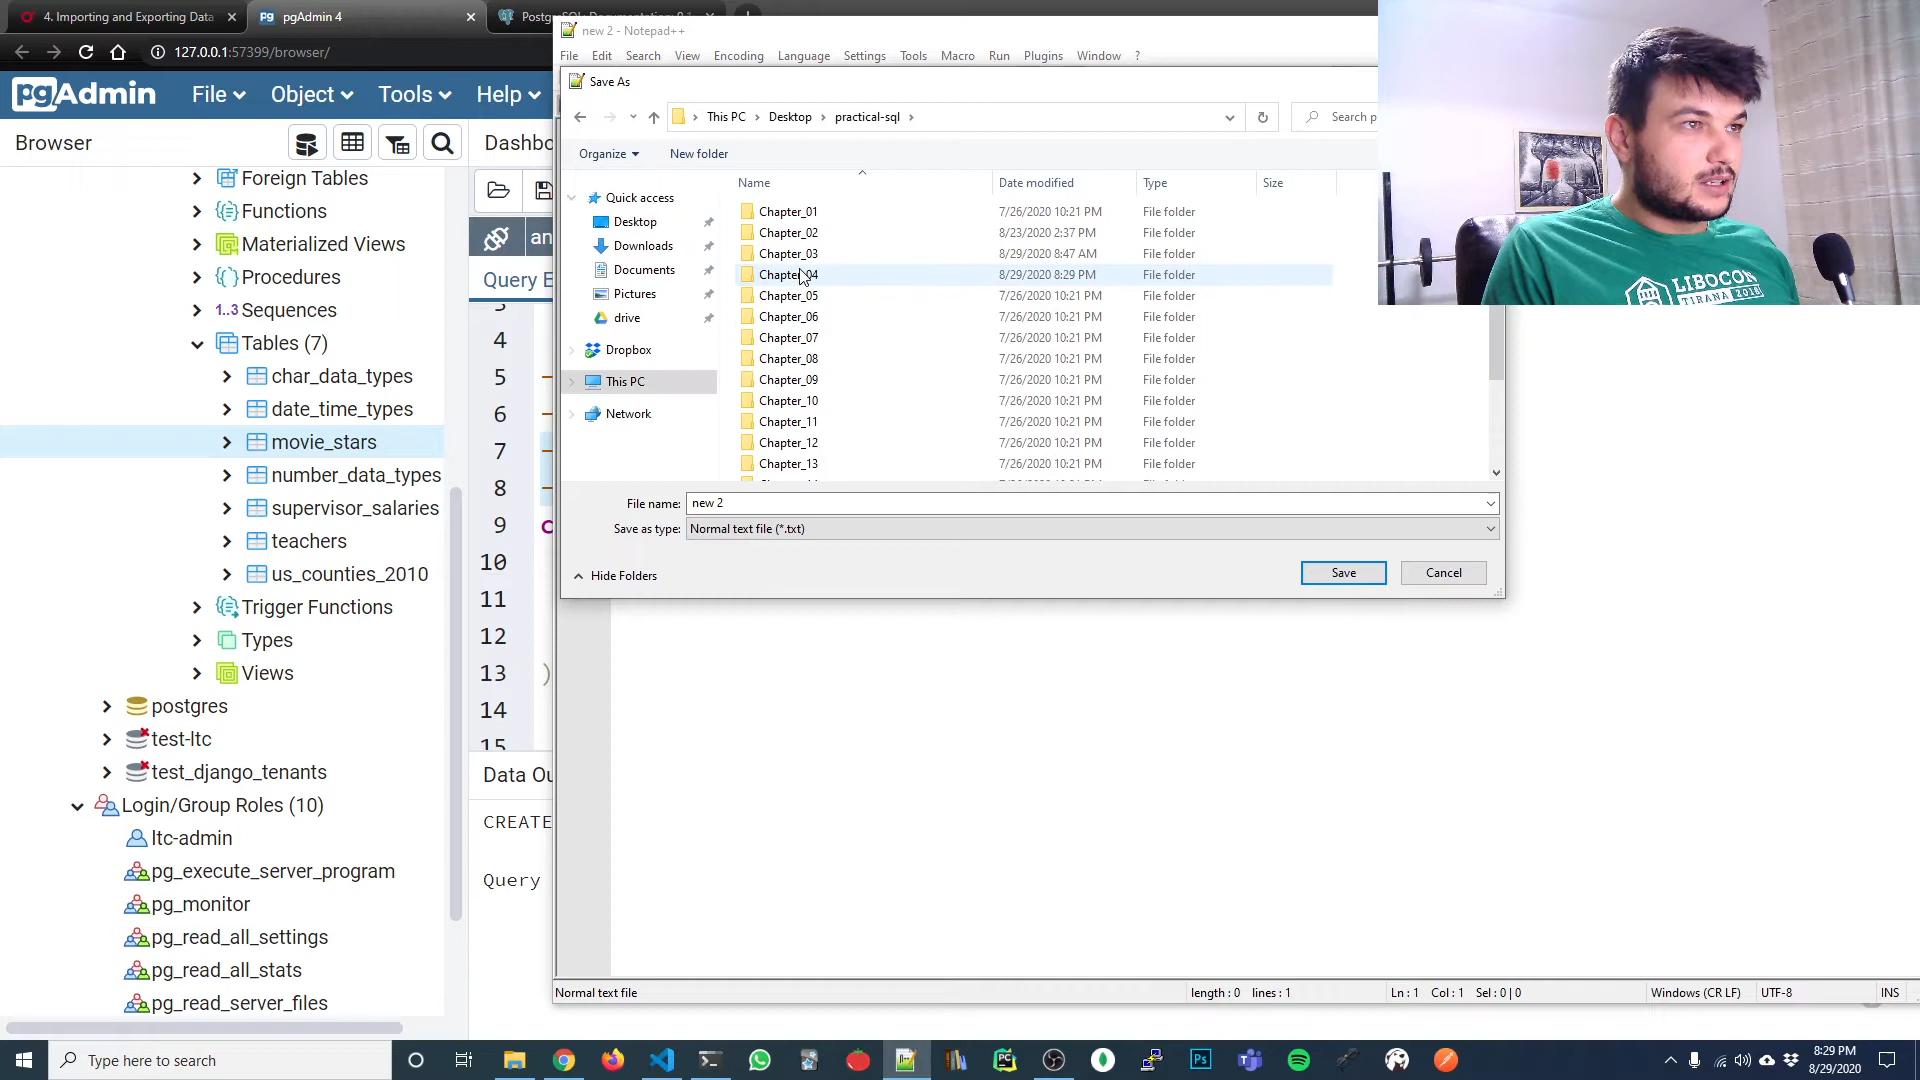 4. Importing and Exporting Data
pgAdmin 4
127.0.0.1:57399/browser/
pgAdmin
File
Object
Tools
Help
Browser
Foreign Tables
Functions
Materialized Views
Procedures
1..3 Sequences
Tables (7)
char_data_types
date_time_types
movie_stars
number_data_types
supervisor_salaries
teachers
us_counties_2010
Trigger Functions
Types
Views
postgres
test-ltc
test_django_tenants
Login/Group Roles (10)
ltc-admin
pg_execute_server_program
pg_monitor
pg_read_all_settings
pg_read_all_stats
pg_read_server_files
Dashbo
an
Query E
4
5
6
7
8
9
10
11
12
13 )
14
15
Data Ou
CREATE
Query
new 2 - Notepad++
File Edit Search View Encoding Language Settings Tools Macro Run Plugins Window ?
Save As
This PC > Desktop > practical-sql >
Search p
Organize
New folder
Quick access
Desktop
Downloads
Documents
Pictures
drive
Dropbox
This PC
Network
Name Date modified Type Size
Chapter_01 7/26/2020 10:21 PM File folder
Chapter_02 8/23/2020 2:37 PM File folder
Chapter_03 8/29/2020 8:47 AM File folder
Chapter_04 8/29/2020 8:29 PM File folder
Chapter_05 7/26/2020 10:21 PM File folder
Chapter_06 7/26/2020 10:21 PM File folder
Chapter_07 7/26/2020 10:21 PM File folder
Chapter_08 7/26/2020 10:21 PM File folder
Chapter_09 7/26/2020 10:21 PM File folder
Chapter_10 7/26/2020 10:21 PM File folder
Chapter_11 7/26/2020 10:21 PM File folder
Chapter_12 7/26/2020 10:21 PM File folder
Chapter_13 7/26/2020 10:21 PM File folder
File name: new 2
Save as type: Normal text file (*.txt)
Hide Folders
Save
Cancel
LIBOCON
TIRANA 2018
Normal text file
length : 0 lines : 1
Ln : 1 Col : 1 Sel : 0 | 0
Windows (CR LF)
UTF-8
INS
Type here to search
8:29 PM
8/29/2020